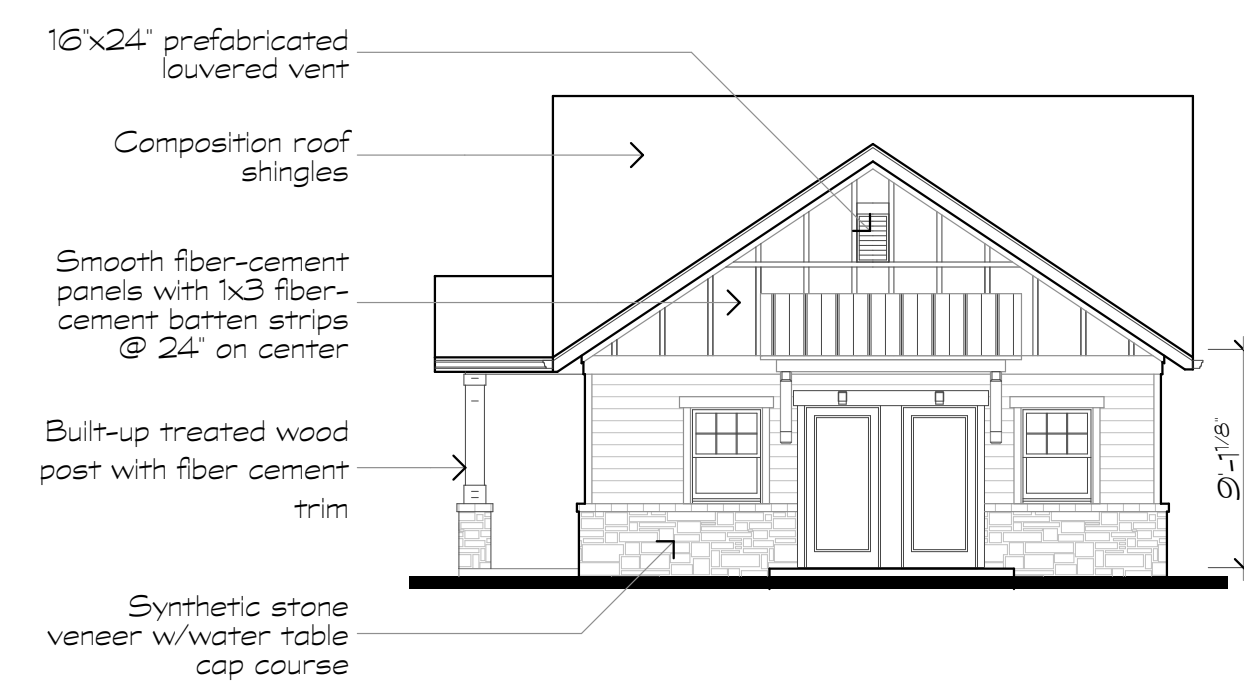 16"x24" prefabricated
louvered vent
Composition roof
shingles
Smooth fiber-cement
panels with 1x3 fiber-
cement batten strips
@ 24" on center
Built-up treated wood
post with fiber cement
trim
Synthetic stone
veneer w/water table
cap course
9'-1 1/8"